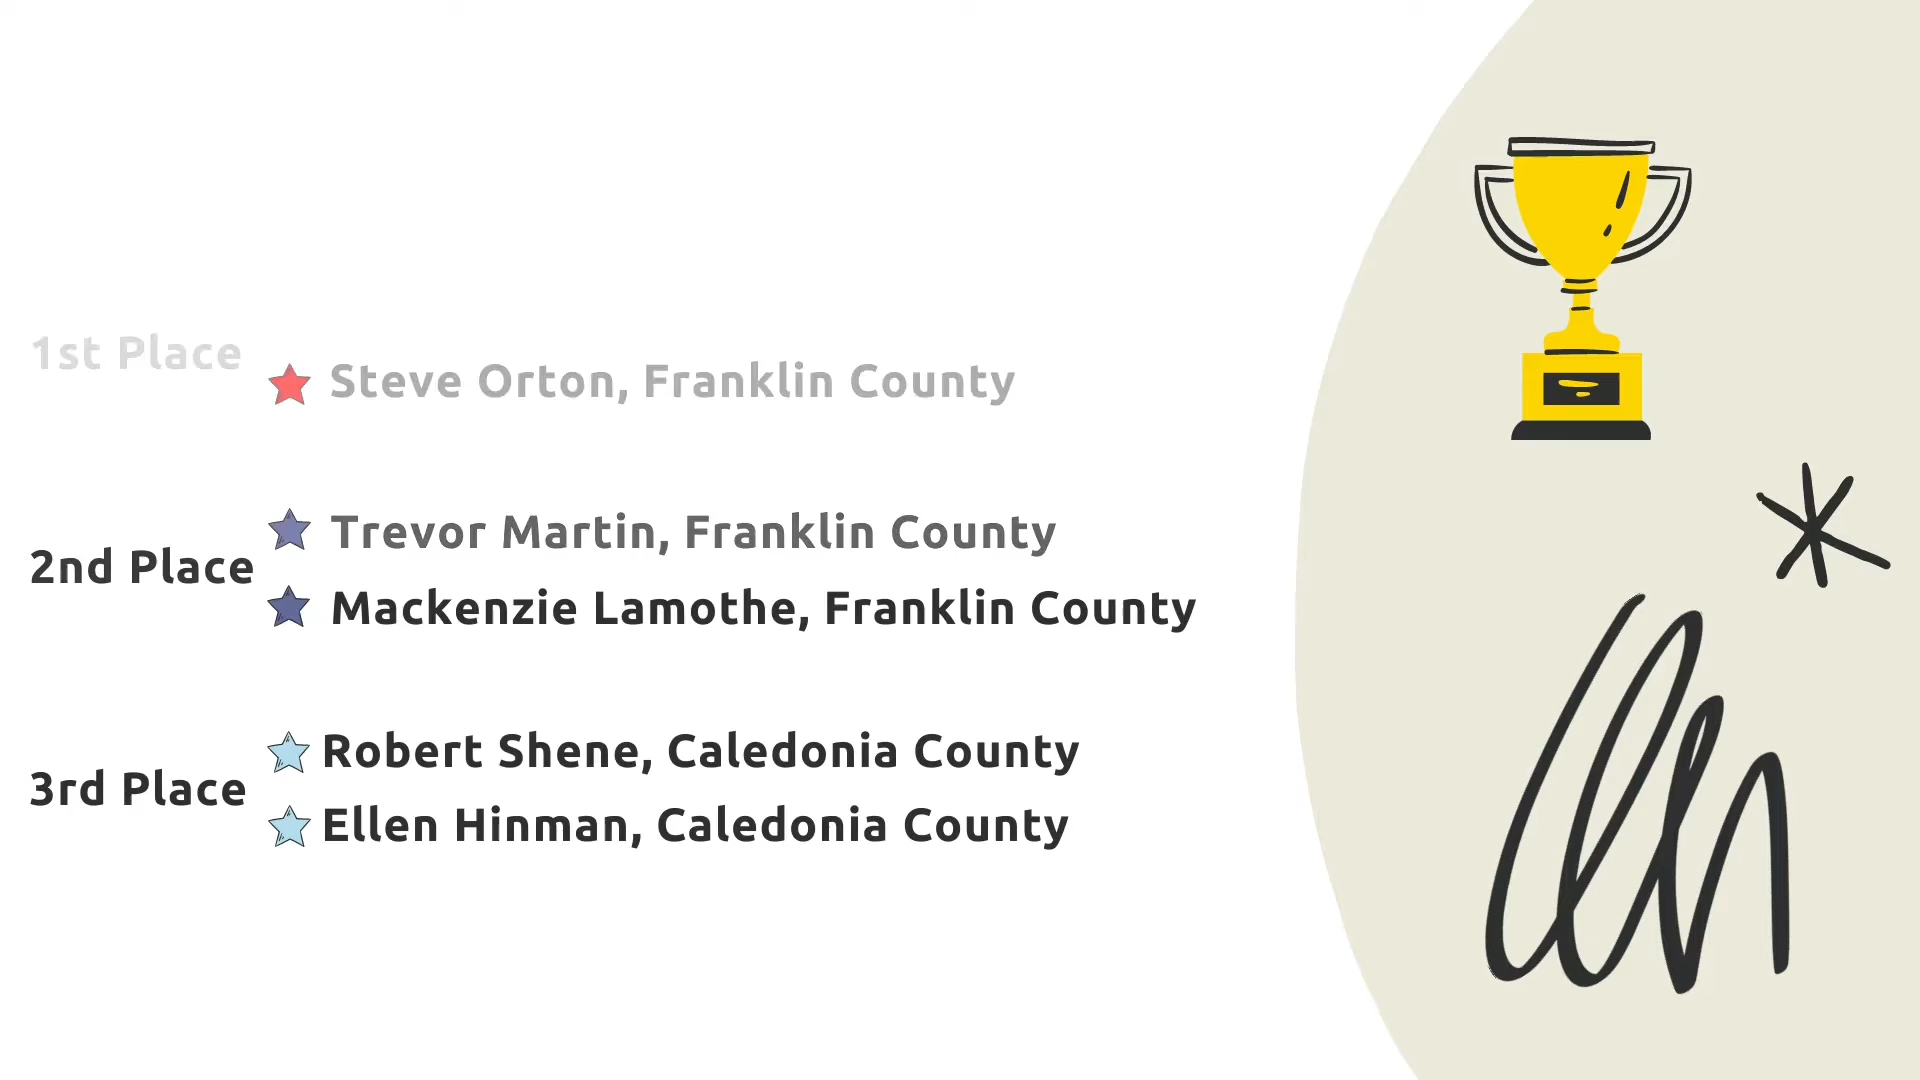 1st Place
Steve Orton, Franklin County
Trevor Martin, Franklin County
2nd Place
Mackenzie Lamothe, Franklin County
Robert Shene, Caledonia County
3rd Place
Ellen Hinman, Caledonia County